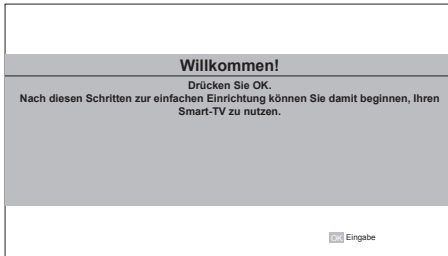 Willkommen!
Drücken Sie OK.
Nach diesen Schritten zur einfachen Einrichtung können Sie damit beginnen, Ihren
Smart-TV zu nutzen.
OK Eingabe